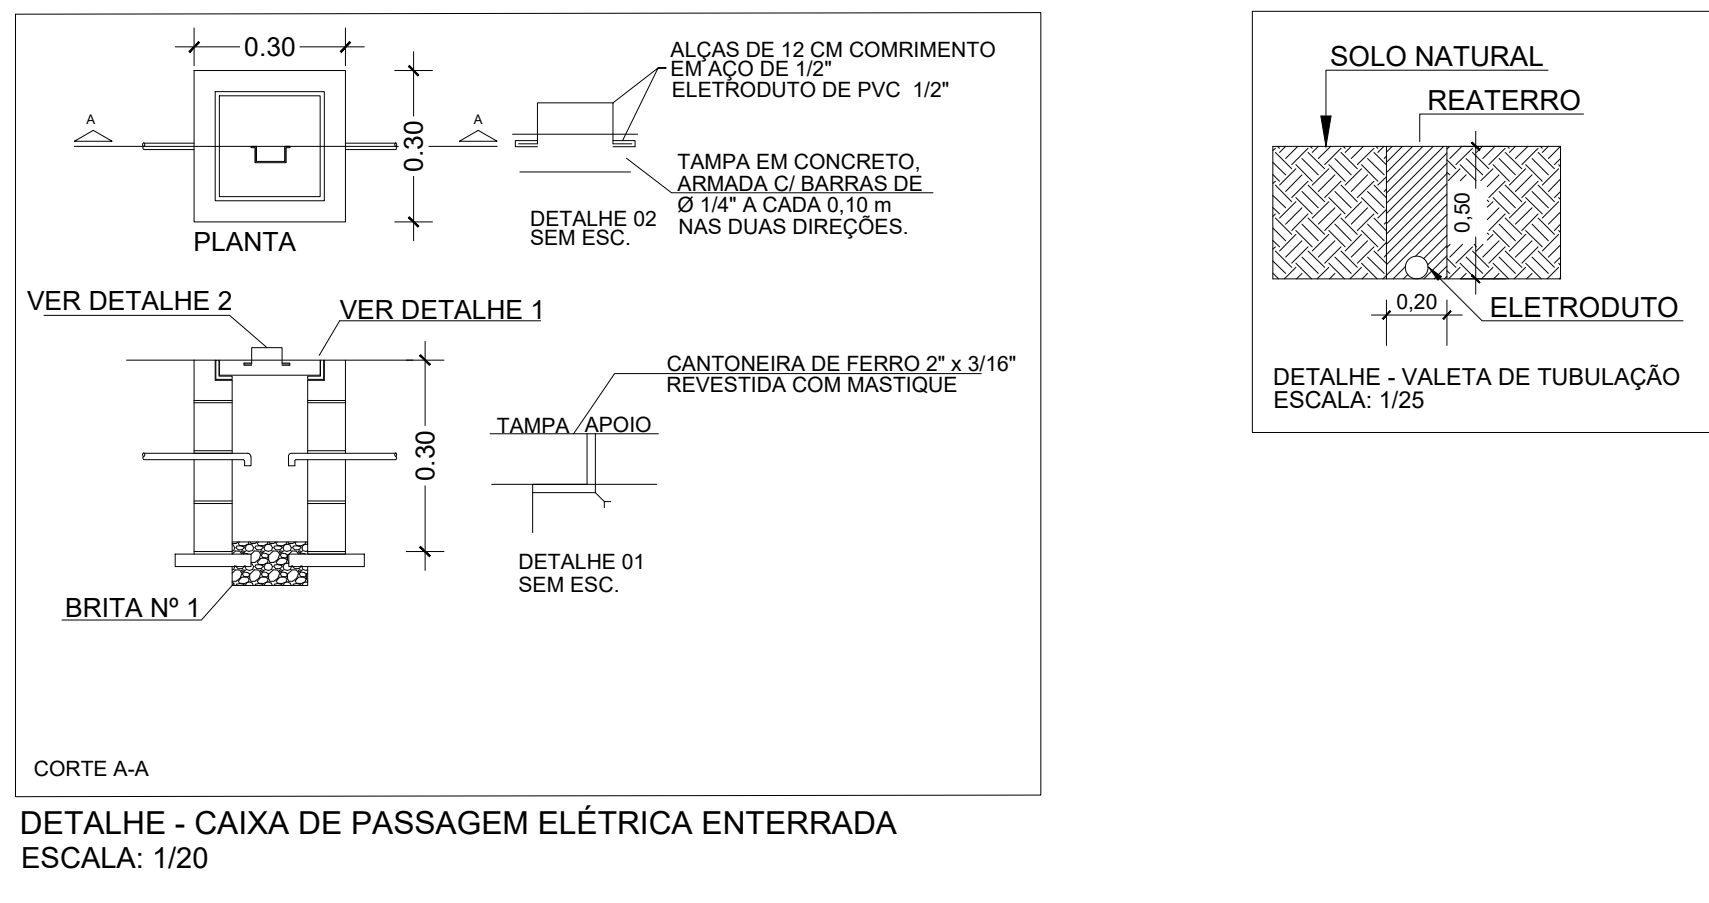 0.30
A
A
0.30
PLANTA
ALÇAS DE 12 CM COMRIMENTO
EM AÇO DE 1/2"
ELETRODUTO DE PVC 1/2"
TAMPA EM CONCRETO,
ARMADA C/ BARRAS DE
Ø 1/4" A CADA 0,10 m
NAS DUAS DIREÇÕES.
DETALHE 02
SEM ESC.
VER DETALHE 2
VER DETALHE 1
0.30
BRITA Nº 1
CANTONEIRA DE FERRO 2" x 3/16"
REVESTIDA COM MASTIQUE
TAMPA APOIO
DETALHE 01
SEM ESC.
CORTE A-A
DETALHE - CAIXA DE PASSAGEM ELÉTRICA ENTERRADA
ESCALA: 1/20
SOLO NATURAL
REATERRO
0,50
0,20
ELETRODUTO
DETALHE - VALETA DE TUBULAÇÃO
ESCALA: 1/25